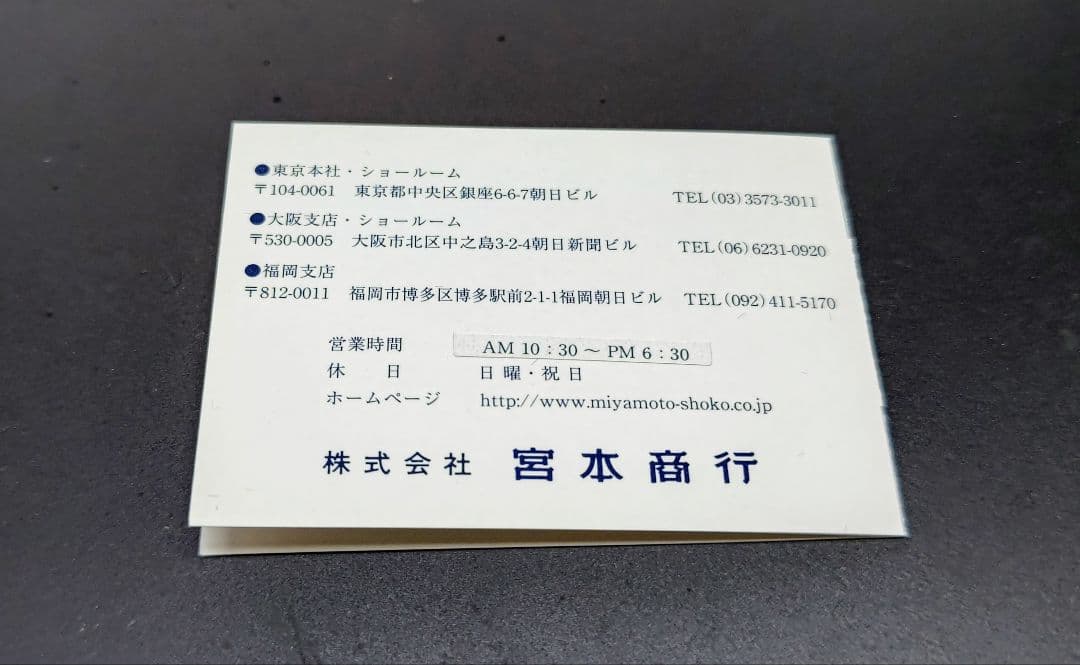 ●東京本社・ショールーム
〒104-0061 東京都中央区銀座6-6-7朝日ビル TEL(03)3573-3011
●大阪支店・ショールーム
〒530-0005 大阪市北区中之島3-2-4朝日新聞ビル TEL(06)6231-0920
●福岡支店
〒812-0011 福岡市博多区博多駅前2-1-1福岡朝日ビル TEL(092)411-5170
営業時間 AM 10：30～PM 6：30
休日 日曜・祝日
ホームページ http://www.miyamoto-shoko.co.jp
株式会社 宮本商行